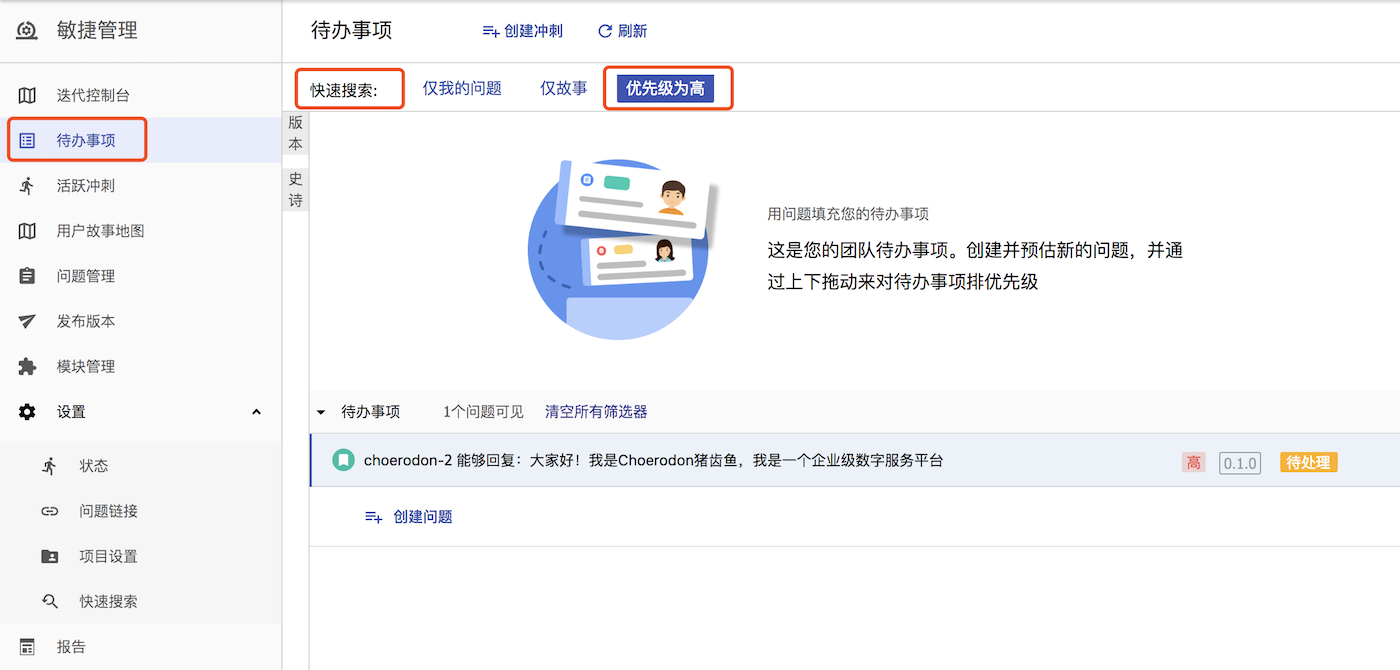 敏捷管理
迭代控制台
待办事项
活跃冲刺
用户故事地图
问题管理
发布版本
模块管理
设置
状态
问题链接
项目设置
快速搜索
报告
待办事项 创建冲刺 刷新
快速搜索: 仅我的问题 仅故事 优先级为高
版本
史诗
用问题填充您的待办事项
这是您的团队待办事项。创建并预估新的问题，并通
过上下拖动来对待办事项排优先级
待办事项 1个问题可见 清空所有筛选器
choerodon-2 能够回复：大家好！我是Choerodon猪齿鱼，我是一个企业级数字服务平台 高 0.1.0 待处理
创建问题